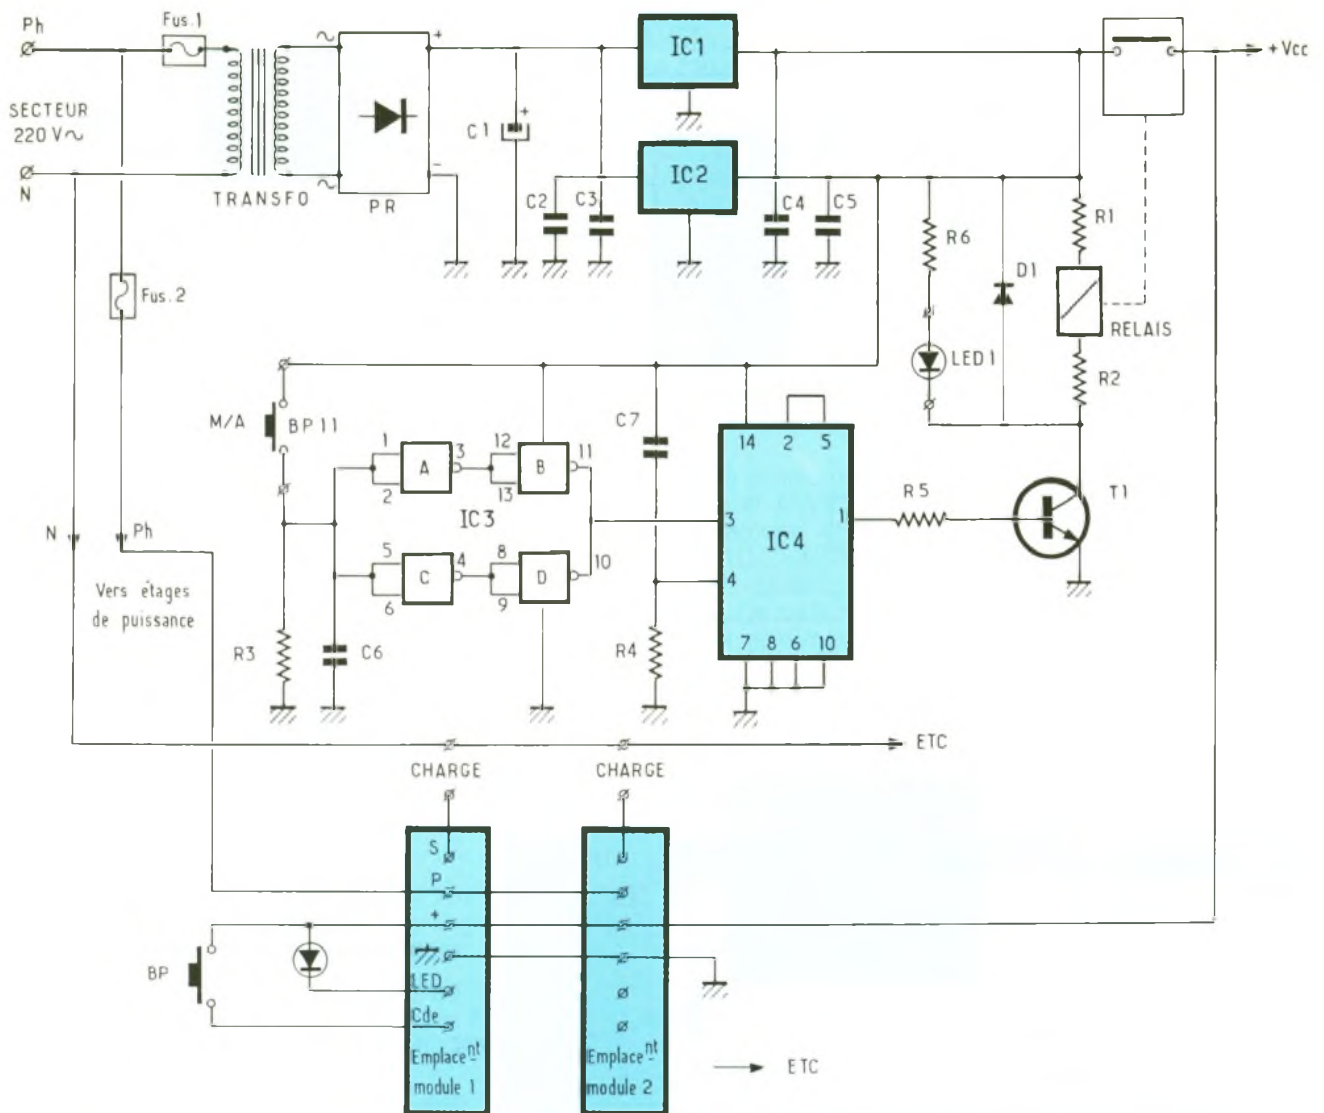 Ph
Fus.1
SECTEUR
220 V~
N
TRANSFO
~
~
PR
+
-
C1
+
C2
C3
IC1
IC2
C4
C5
R6
D1
R1
RELAIS
R2
LED1
+Vcc
Fus.2
M/A
BP11
1
2
3
A
12
13
B
11
IC3
5
6
C
4
8
9
D
10
C7
R3
C6
R4
14
2
5
3
4
1
IC4
7
8
6
10
R5
T1
N
Ph
Vers étages
de puissance
ETC
CHARGE
CHARGE
S
P
+
LED
Cde
BP
Emplacent
module 1
Emplacent
module 2
ETC